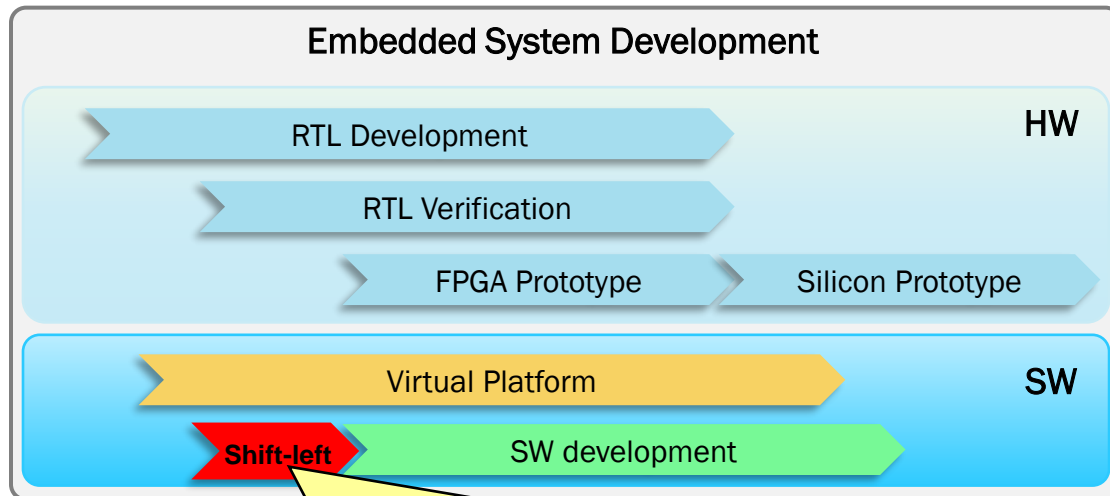 Embedded System Development
HW
RTL Development
RTL Verification
FPGA Prototype
Silicon Prototype
SW
Virtual Platform
Shift-left
SW development